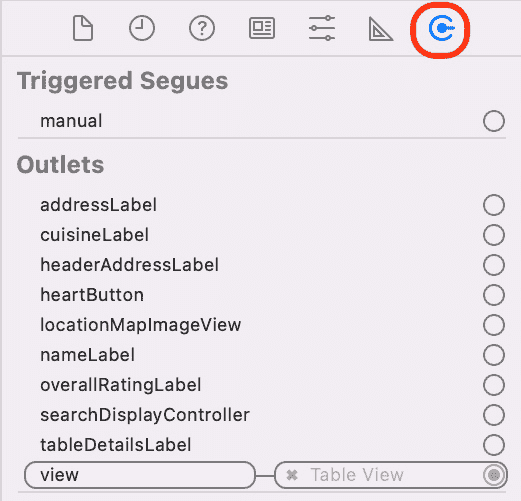 Triggered Segues
manual
Outlets
addressLabel
cuisineLabel
headerAddressLabel
heartButton
locationMapImageView
nameLabel
overallRatingLabel
searchDisplayController
tableDetailsLabel
view Table View